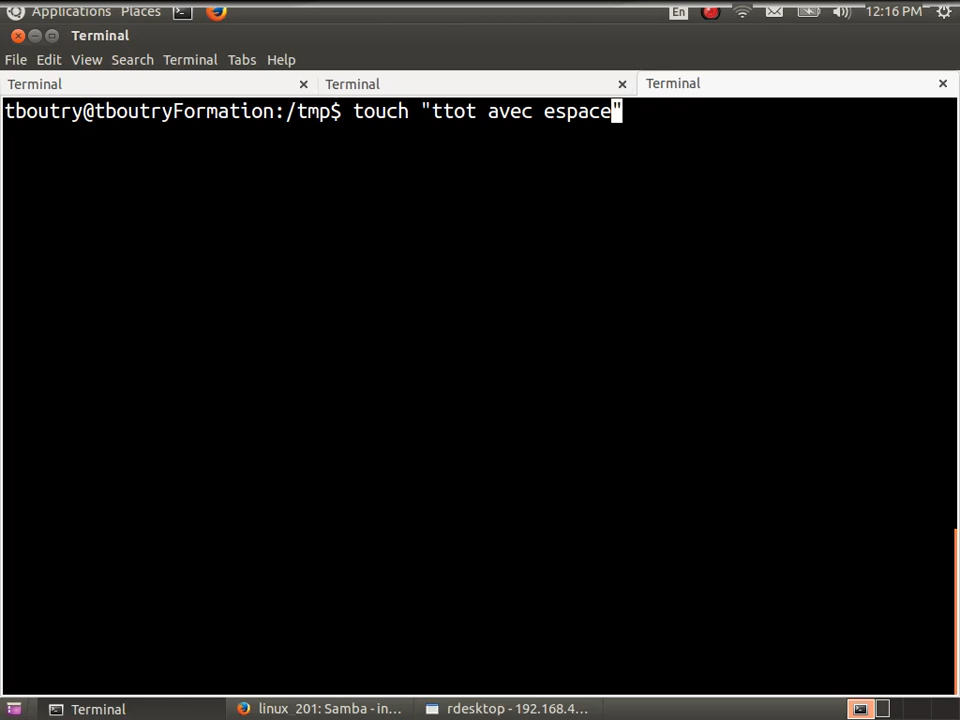 Applications Places En 12:16 PM
Terminal
File Edit View Search Terminal Tabs Help
Terminal Terminal Terminal
tboutry@tboutryFormation:/tmp$ touch "ttot avec espace"
Terminal linux_201: Samba - in... rdesktop - 192.168.4...